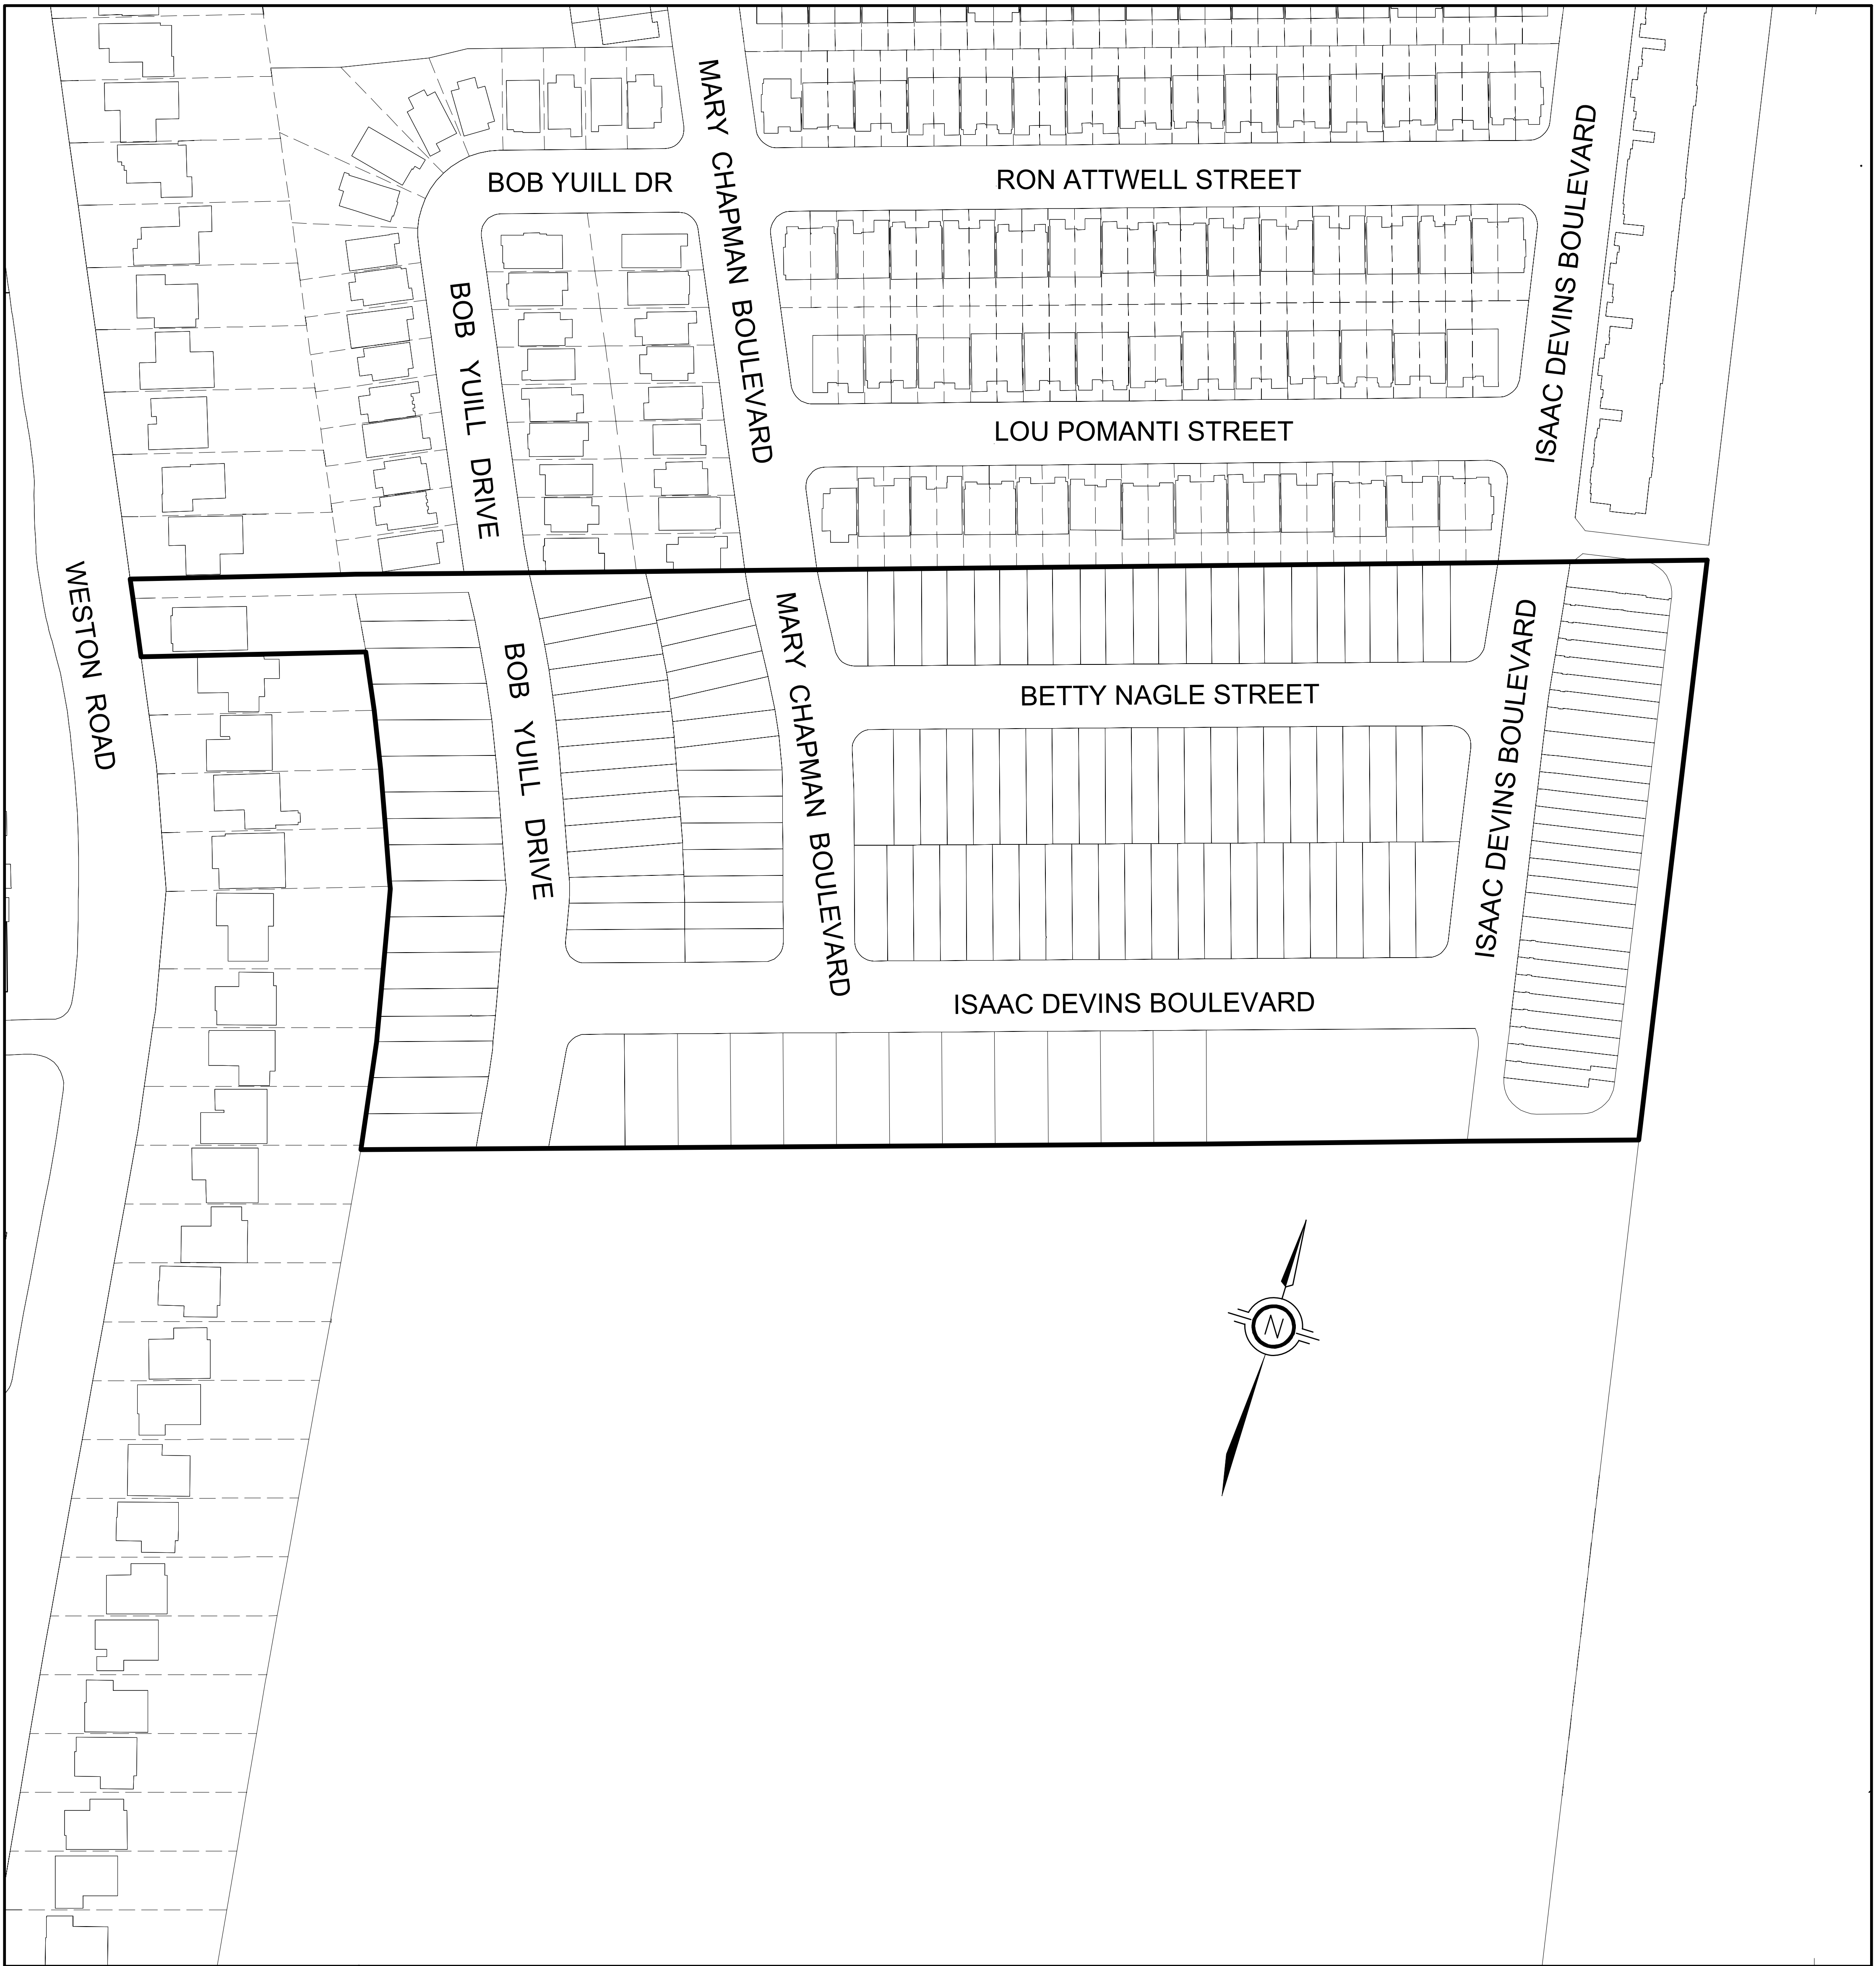 MARY CHAPMAN BOULEVARD
BOB YUILL DR
RON ATTWELL STREET
ISAAC DEVINS BOULEVARD
BOB YUILL DRIVE
LOU POMANTI STREET
WESTON ROAD
BOB YUILL DRIVE
MARY CHAPMAN BOULEVARD
BETTY NAGLE STREET
ISAAC DEVINS BOULEVARD
ISAAC DEVINS BOULEVARD
N